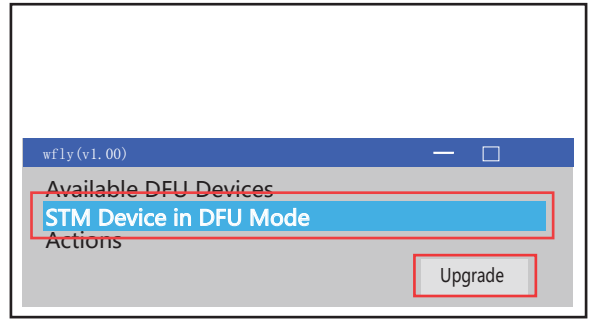 wfly(v1.00)
Available DFU Devices
STM Device in DFU Mode
Actions
Upgrade